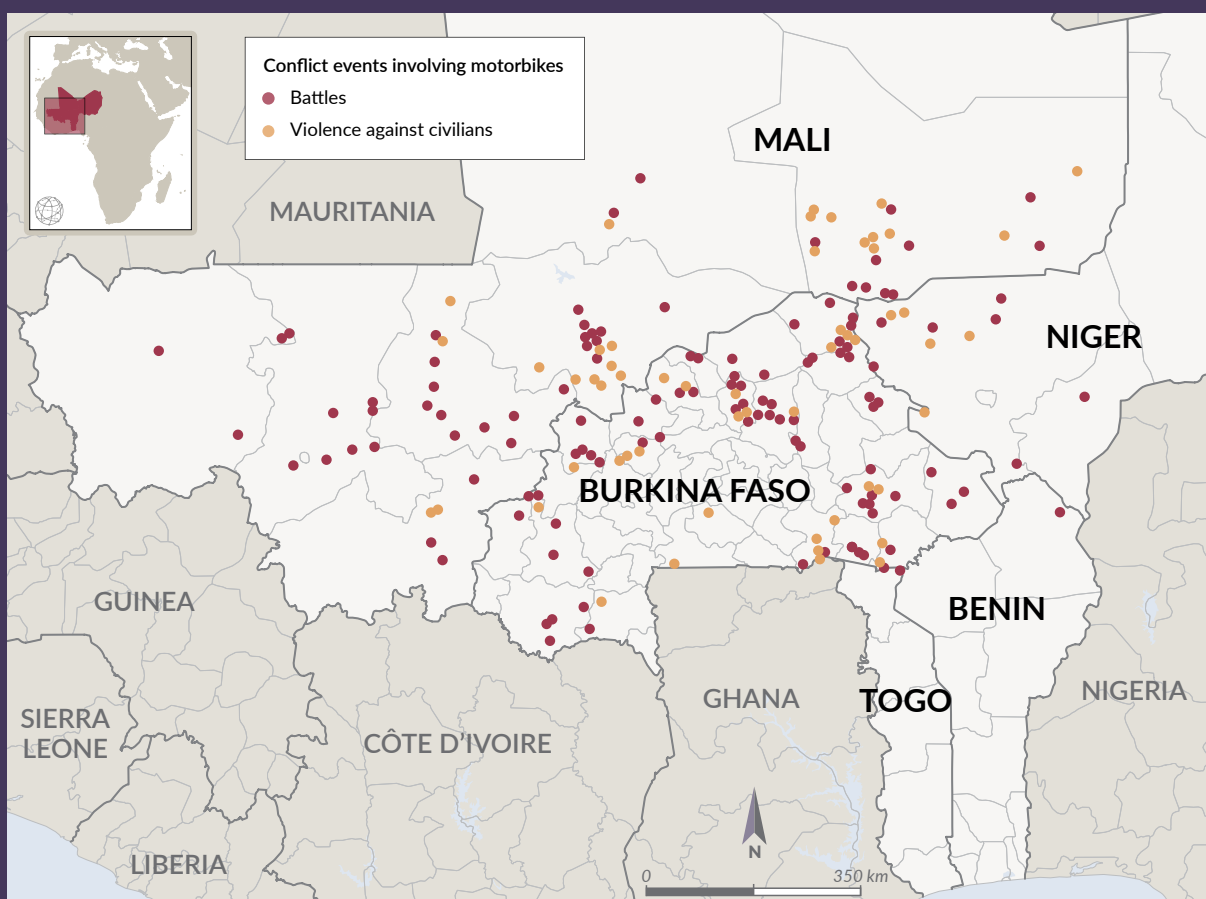 Conflict events involving motorbikes
Battles
Violence against civilians
MALI
MAURITANIA
NIGER
BURKINA FASO
GUINEA
BENIN
SIERRA
LEONE
GHANA
TOGO
NIGERIA
CÔTE D'IVOIRE
LIBERIA
N
0
350 km